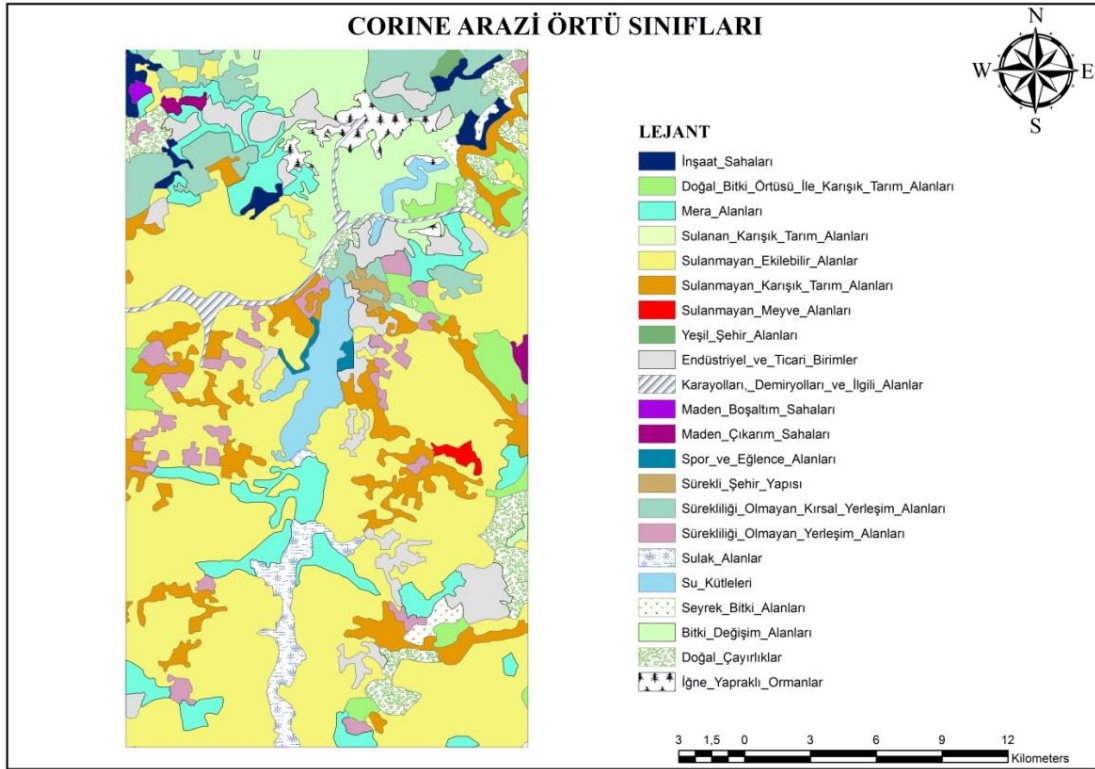 CORINE ARAZİ ÖRTÜ SINIFLARI
N
W E
S
LEJANT
İnşaat_Sahaları
Doğal_Bitki_Örtüsü_İle_Karışık_Tarım_Alanları
Mera_Alanları
Sulanan_Karışık_Tarım_Alanları
Sulanmayan_Ekilebilir_Alanlar
Sulanmayan_Karışık_Tarım_Alanları
Sulanmayan_Meyve_Alanları
Yeşil_Şehir_Alanları
Endüstriyel_ve_Ticari_Birimler
Karayolları,_Demiryolları_ve_İlgili_Alanlar
Maden_Boşaltım_Sahaları
Maden_Çıkarım_Sahaları
Spor_ve_Eğlence_Alanları
Sürekli_Şehir_Yapısı
Sürekliliği_Olmayan_Kırsal_Yerleşim_Alanları
Sürekliliği_Olmayan_Yerleşim_Alanları
Sulak_Alanlar
Su_Kütleleri
Seyrek_Bitki_Alanları
Bitki_Değişim_Alanları
Doğal_Çayırlıklar
İğne_Yapraklı_Ormanlar
3 1,5 0 3 6 9 12
Kilometers